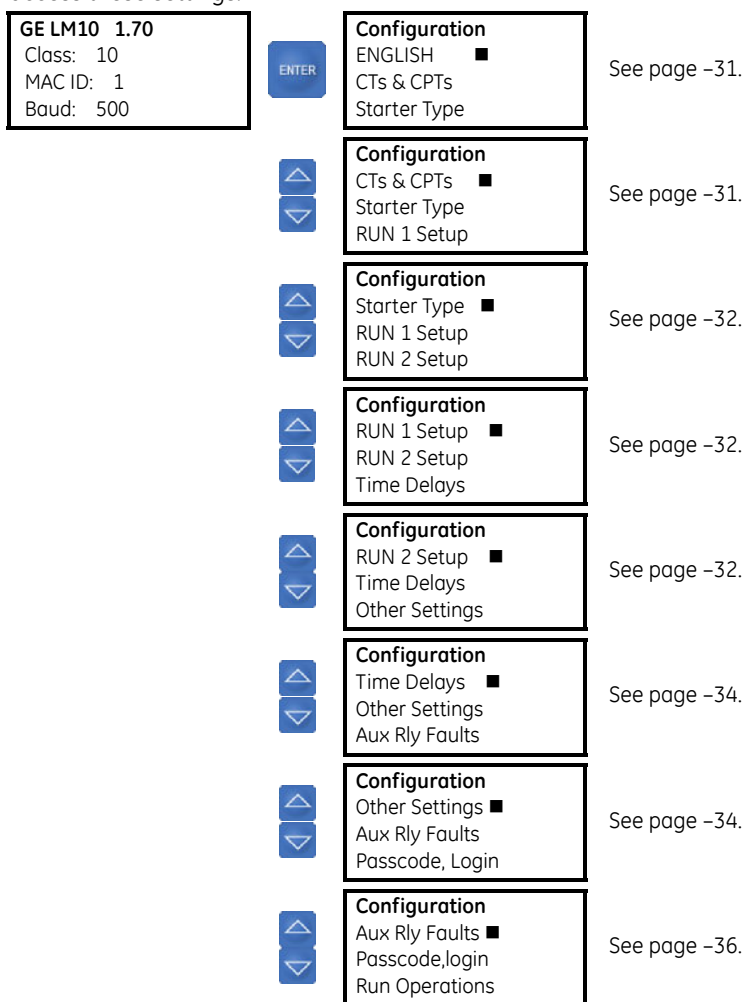 GE LM10 1.70
Class: 10
MAC ID: 1
Baud: 500
ENTER
Configuration
ENGLISH ■
CTs & CPTs
Starter Type
See page –31.
Configuration
CTs & CPTs ■
Starter Type
RUN 1 Setup
See page –31.
Configuration
Starter Type ■
RUN 1 Setup
RUN 2 Setup
See page –32.
Configuration
RUN 1 Setup ■
RUN 2 Setup
Time Delays
See page –32.
Configuration
RUN 2 Setup ■
Time Delays
Other Settings
See page –32.
Configuration
Time Delays ■
Other Settings
Aux Rly Faults
See page –34.
Configuration
Other Settings ■
Aux Rly Faults
Passcode, Login
See page –34.
Configuration
Aux Rly Faults ■
Passcode,login
Run Operations
See page –36.